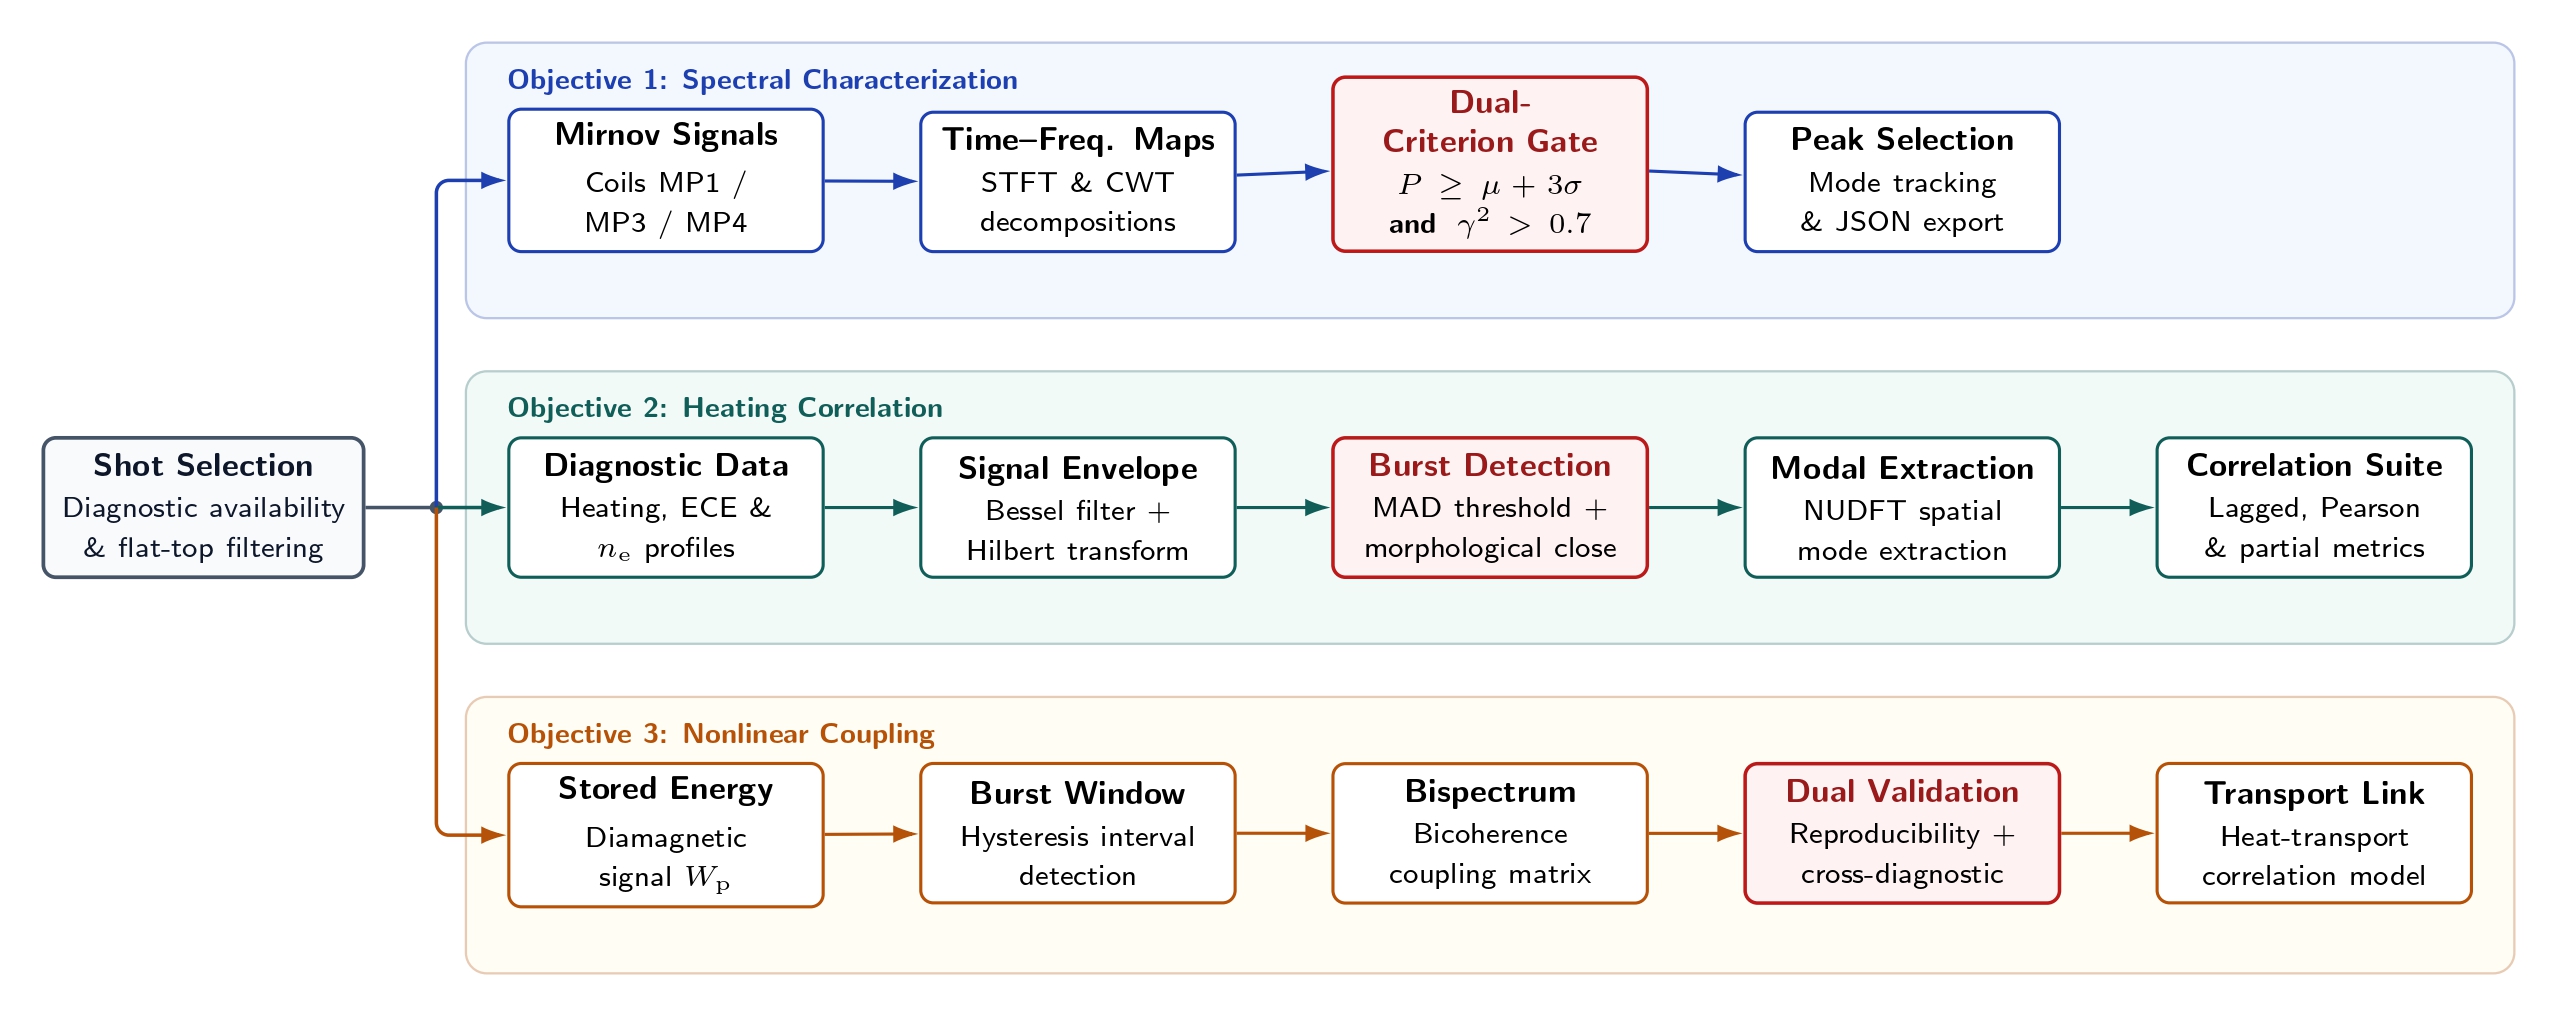 Objective 1: Spectral Characterization
Mirnov Signals
Coils MP1 /
MP3 / MP4
Time–Freq. Maps
STFT & CWT
decompositions
Dual-
Criterion Gate
P ≥ μ + 3σ
and γ² > 0.7
Peak Selection
Mode tracking
& JSON export
Shot Selection
Diagnostic availability
& flat-top filtering
Objective 2: Heating Correlation
Diagnostic Data
Heating, ECE &
nₑ profiles
Signal Envelope
Bessel filter +
Hilbert transform
Burst Detection
MAD threshold +
morphological close
Modal Extraction
NUDFT spatial
mode extraction
Correlation Suite
Lagged, Pearson
& partial metrics
Objective 3: Nonlinear Coupling
Stored Energy
Diamagnetic
signal Wₚ
Burst Window
Hysteresis interval
detection
Bispectrum
Bicoherence
coupling matrix
Dual Validation
Reproducibility +
cross-diagnostic
Transport Link
Heat-transport
correlation model